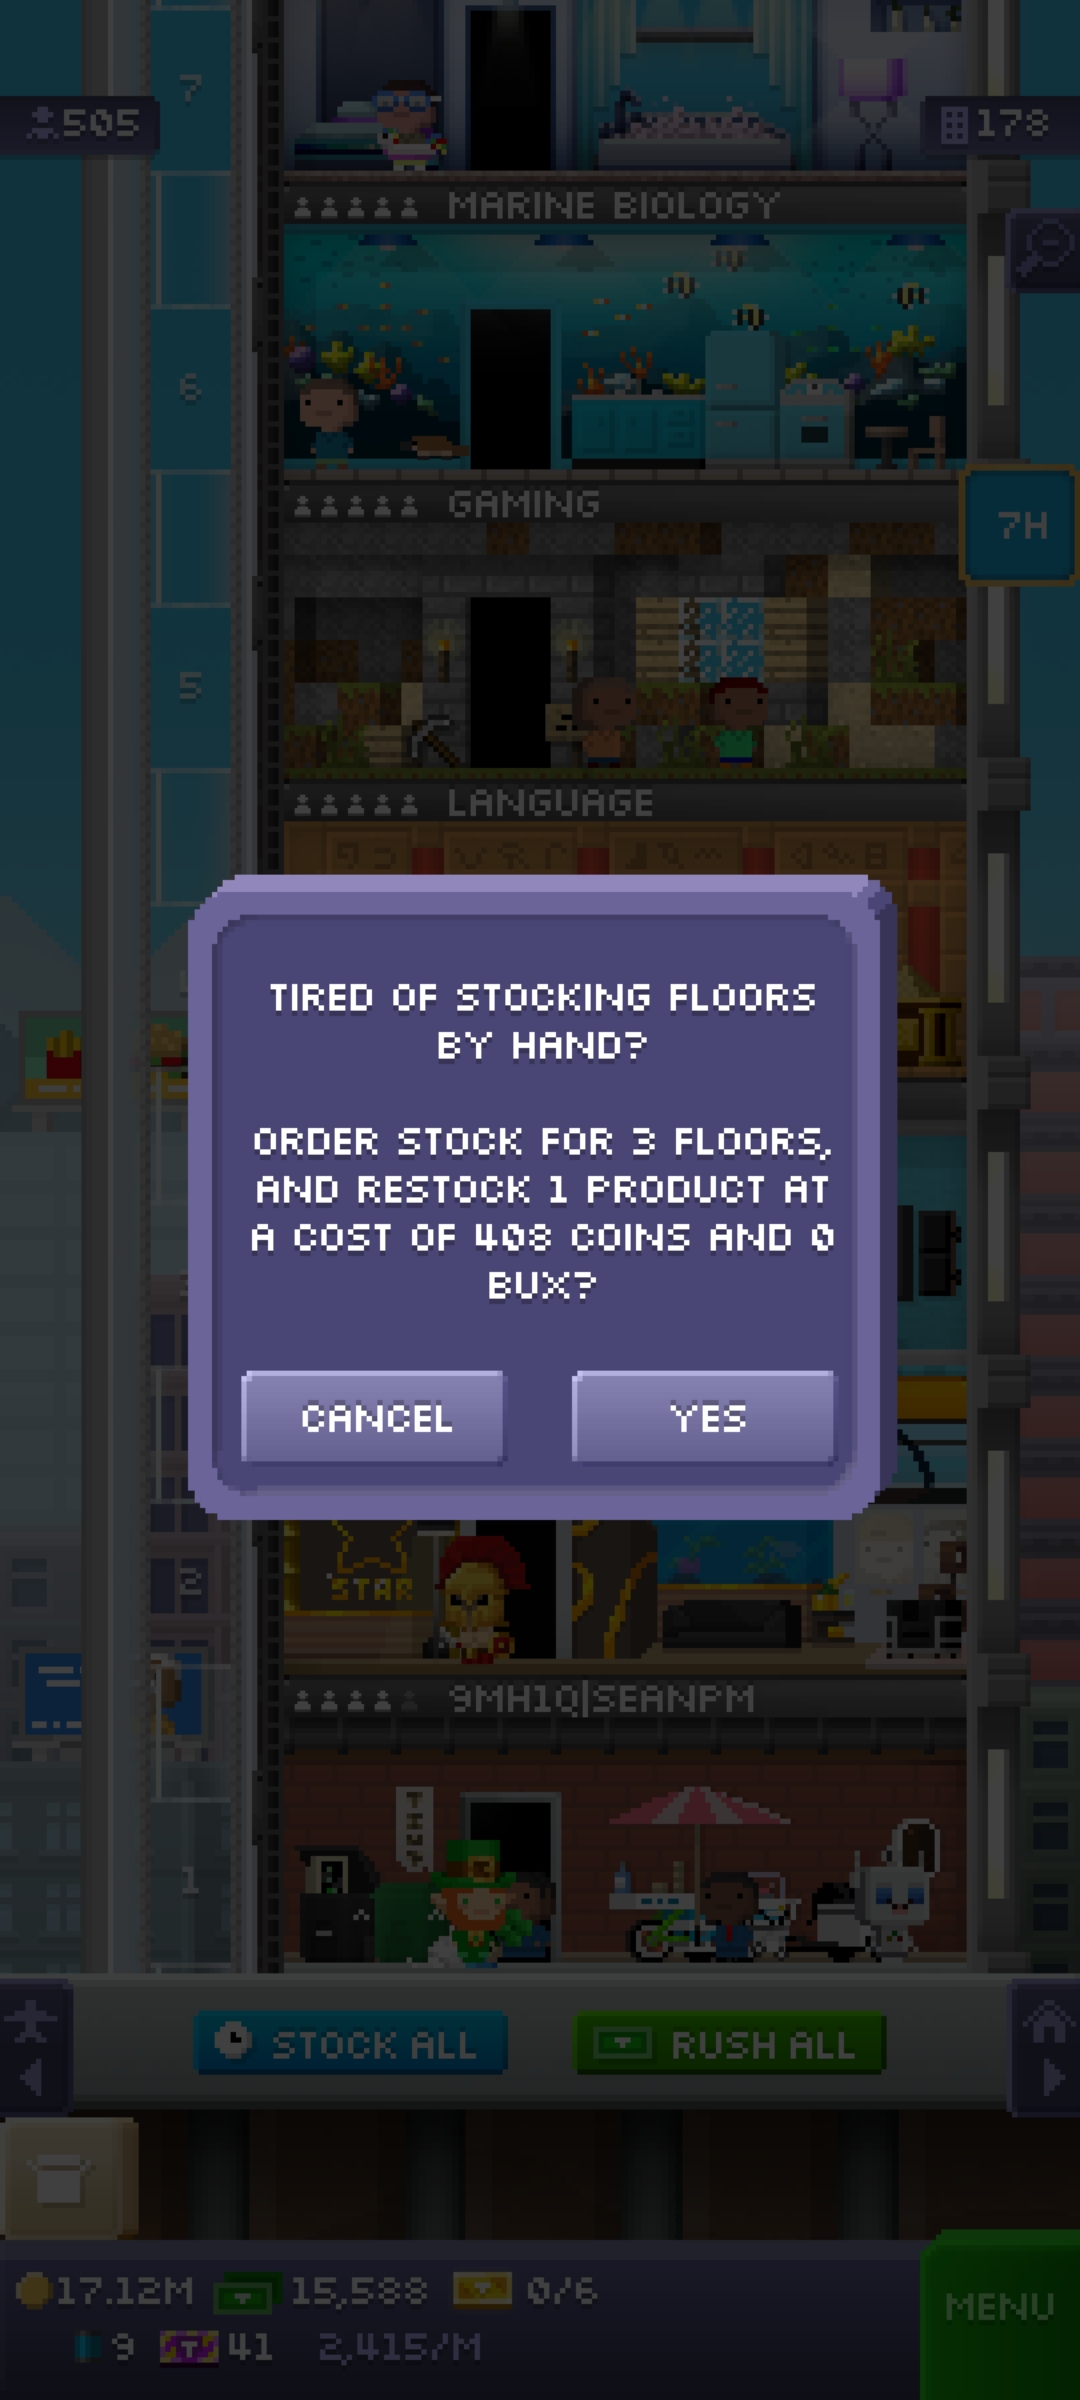 7
505
178
MARINE BIOLOGY
6
GAMING
7H
5
LANGUAGE
TIRED OF STOCKING FLOORS
BY HAND?
ORDER STOCK FOR 3 FLOORS,
AND RESTOCK 1 PRODUCT AT
A COST OF 408 COINS AND 0
BUX?
CANCEL
YES
STAR
2
9MH1Q|SEANPM
1
STOCK ALL
RUSH ALL
17.12M
15,588
0/6
MENU
9
41
2,415/M